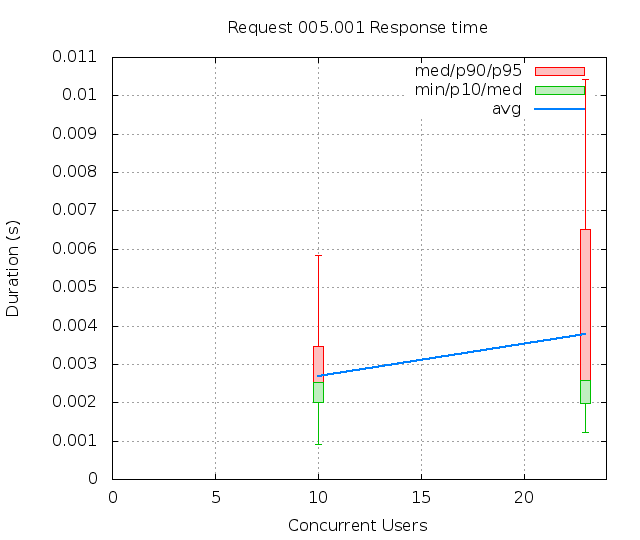 Request 005.001 Response time
med/p90/p95
min/p10/med
avg
Duration (s)
0.011
0.01
0.009
0.008
0.007
0.006
0.005
0.004
0.003
0.002
0.001
0
0 5 10 15 20
Concurrent Users